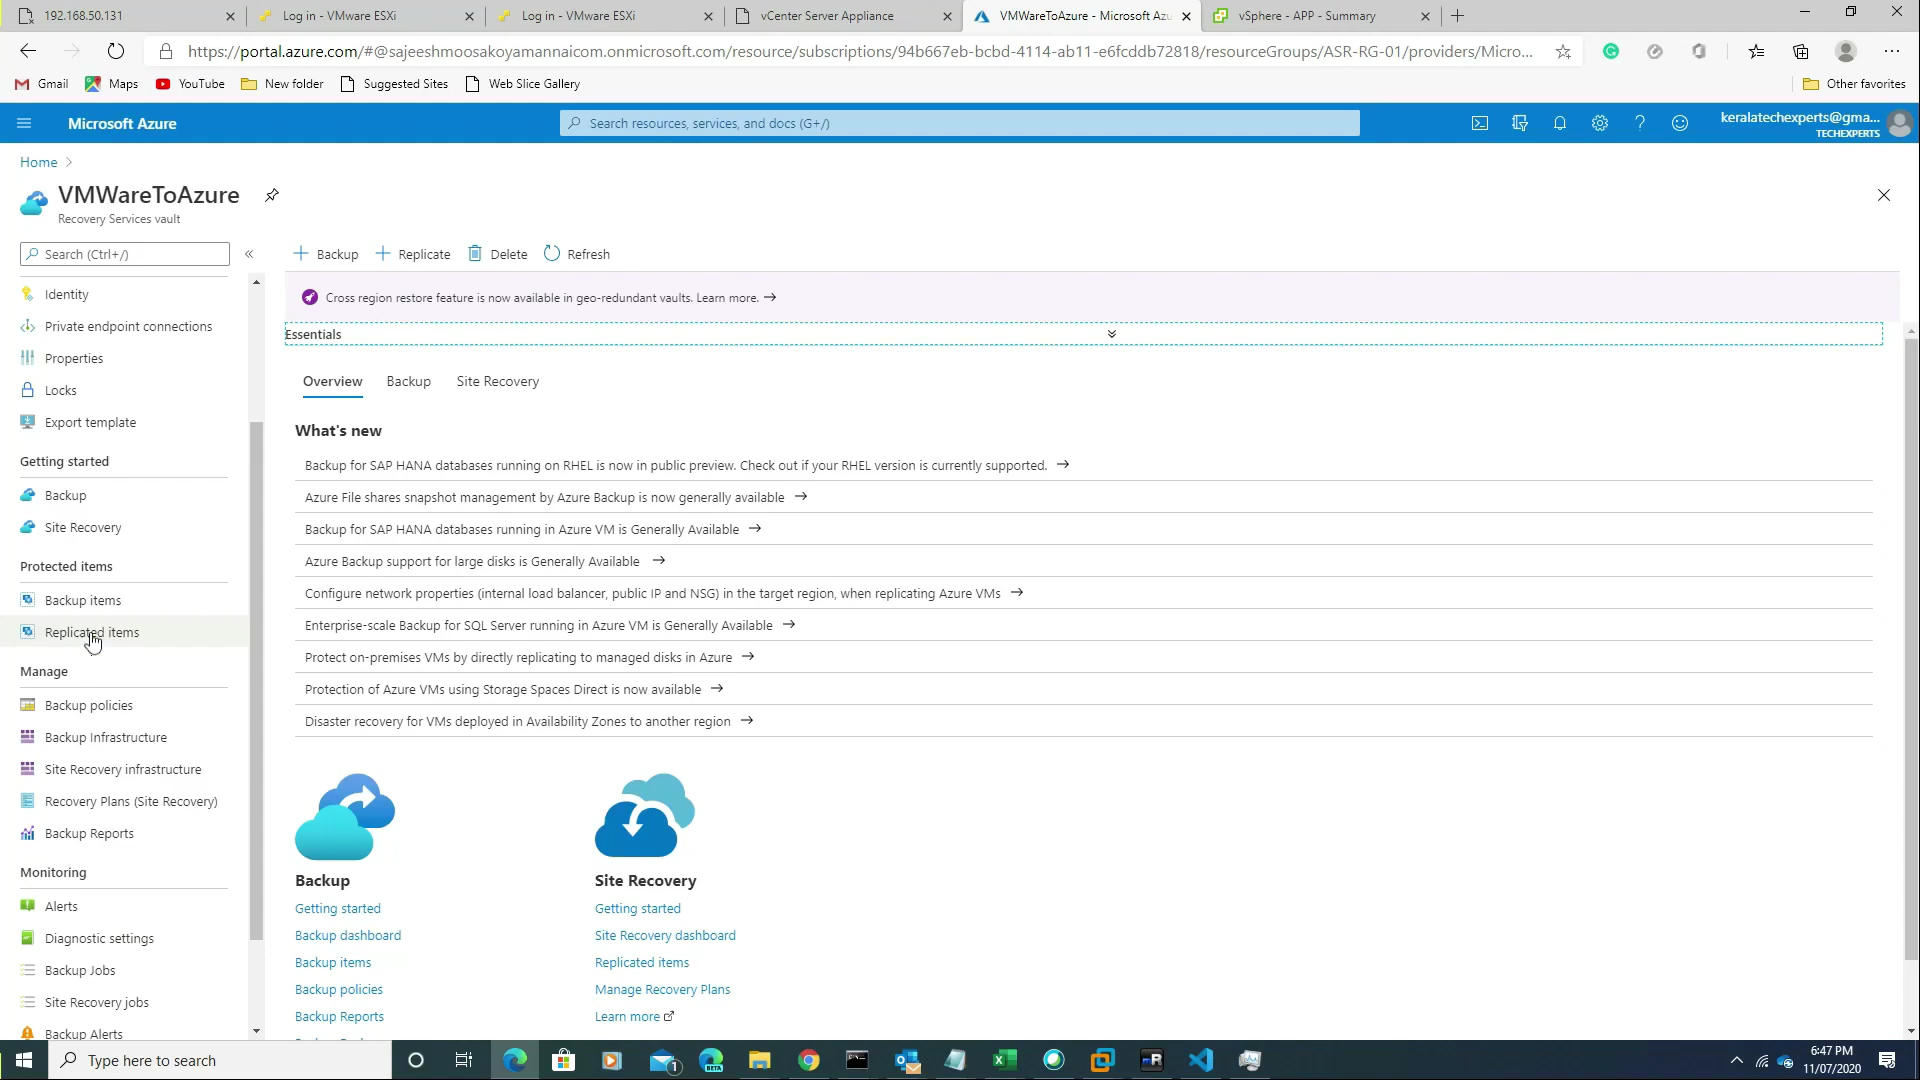 192.168.50.131
Log in - VMware ESXi
Log in - VMware ESXi
vCenter Server Appliance
VMWareToAzure - Microsoft Azu
vSphere - APP - Summary
https://portal.azure.com/#@sajeeshmoosakoyamannaicom.onmicrosoft.com/resource/subscriptions/94b667eb-bcbd-4114-ab11-e6fcddb72818/resourceGroups/ASR-RG-01/providers/Micro...
Gmail
Maps
YouTube
New folder
Suggested Sites
Web Slice Gallery
Other favorites
Microsoft Azure
Search resources, services, and docs (G+/)
keralatechexperts@gma...
TECHEXPERTS
Home
VMWareToAzure
Recovery Services vault
Search (Ctrl+/)
Backup
Replicate
Delete
Refresh
Identity
Private endpoint connections
Properties
Locks
Export template
Getting started
Backup
Site Recovery
Protected items
Backup items
Replicated items
Manage
Backup policies
Backup Infrastructure
Site Recovery infrastructure
Recovery Plans (Site Recovery)
Backup Reports
Monitoring
Alerts
Diagnostic settings
Backup Jobs
Site Recovery jobs
Backup Alerts
Cross region restore feature is now available in geo-redundant vaults. Learn more.
Essentials
Overview
Backup
Site Recovery
What's new
Backup for SAP HANA databases running on RHEL is now in public preview. Check out if your RHEL version is currently supported.
Azure File shares snapshot management by Azure Backup is now generally available
Backup for SAP HANA databases running in Azure VM is Generally Available
Azure Backup support for large disks is Generally Available
Configure network properties (internal load balancer, public IP and NSG) in the target region, when replicating Azure VMs
Enterprise-scale Backup for SQL Server running in Azure VM is Generally Available
Protect on-premises VMs by directly replicating to managed disks in Azure
Protection of Azure VMs using Storage Spaces Direct is now available
Disaster recovery for VMs deployed in Availability Zones to another region
Backup
Getting started
Backup dashboard
Backup items
Backup policies
Backup Reports
Site Recovery
Getting started
Site Recovery dashboard
Replicated items
Manage Recovery Plans
Learn more
Type here to search
6:47 PM
11/07/2020